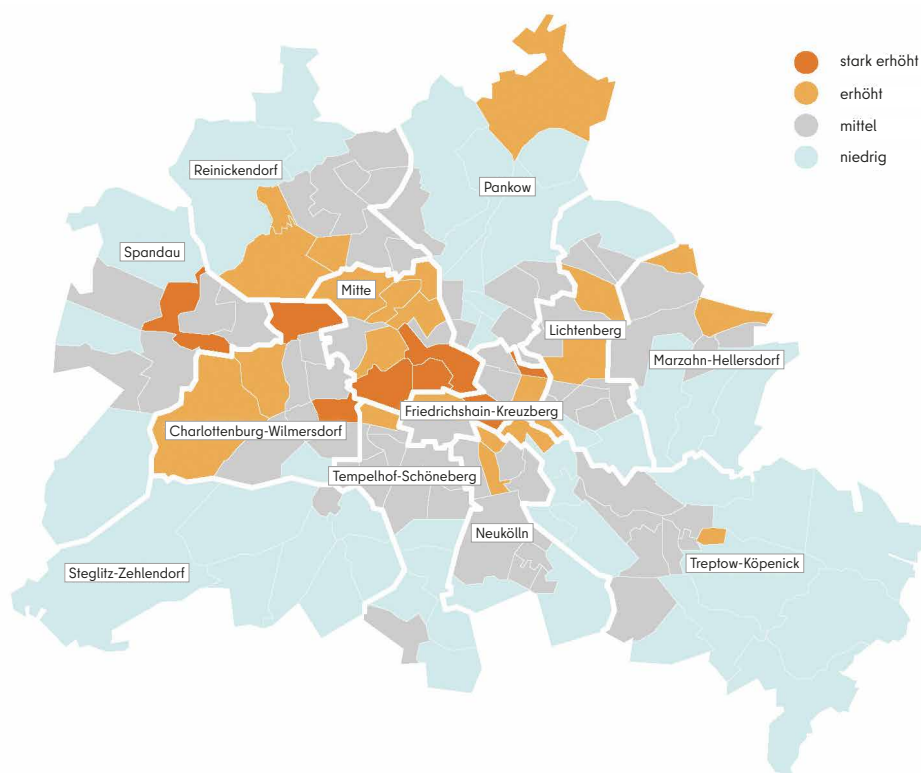 stark erhöht
erhöht
mittel
niedrig
Reinickendorf
Pankow
Spandau
Mitte
Lichtenberg
Marzahn-Hellersdorf
Friedrichshain-Kreuzberg
Charlottenburg-Wilmersdorf
Tempelhof-Schöneberg
Neukölln
Treptow-Köpenick
Steglitz-Zehlendorf